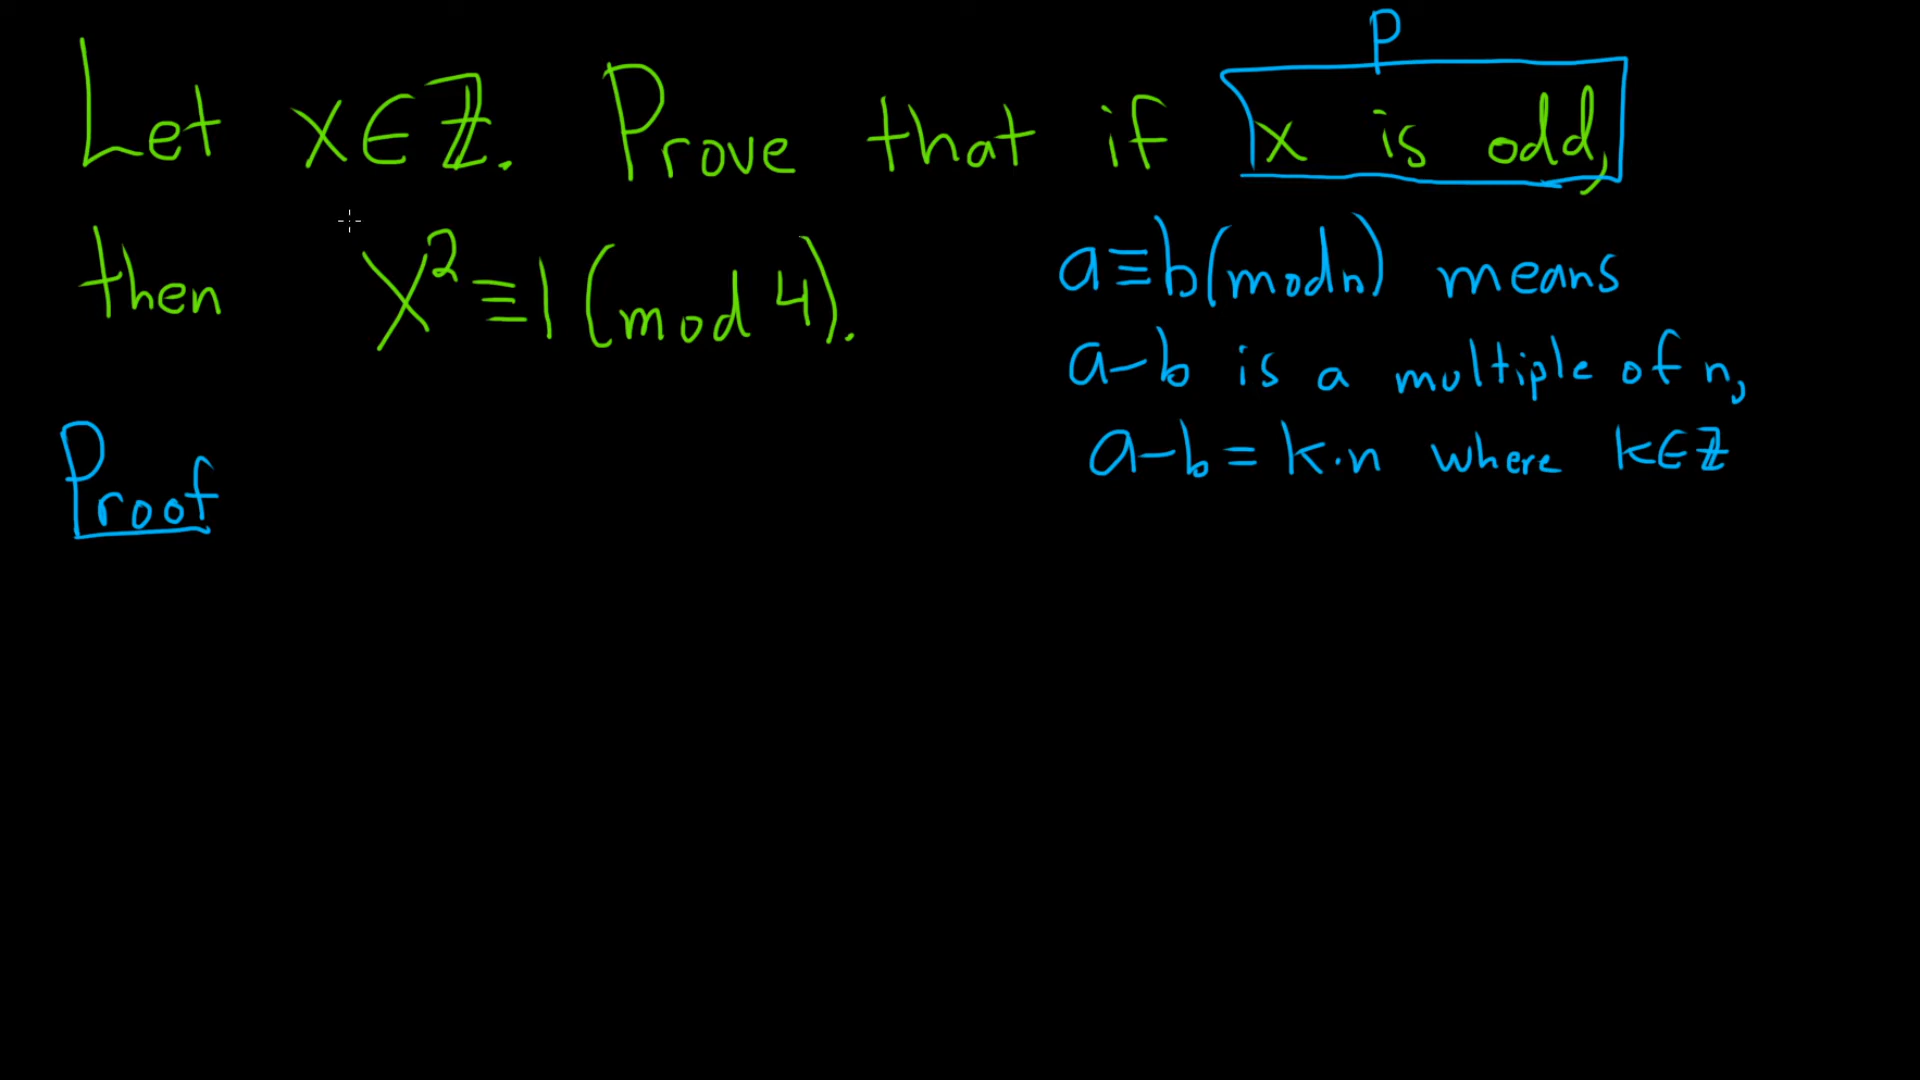 P
Let x∈ℤ. Prove that if x is odd,
then x²≡1 (mod 4).
a≡b(mod n) means
a-b is a multiple of n,
a-b=k·n where k∈ℤ
Proof